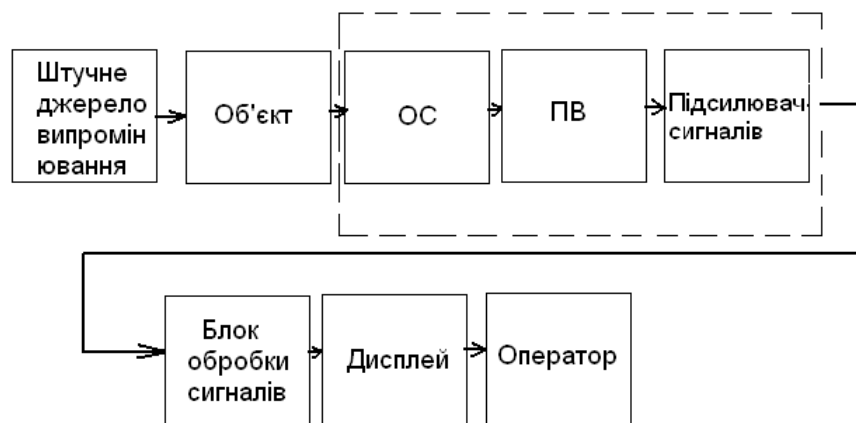 Штучне
джерело
випромін
ювання
Об'єкт
ОС
ПВ
Підсилювач
сигналів
Блок
обробки
сигналів
Дисплей
Оператор